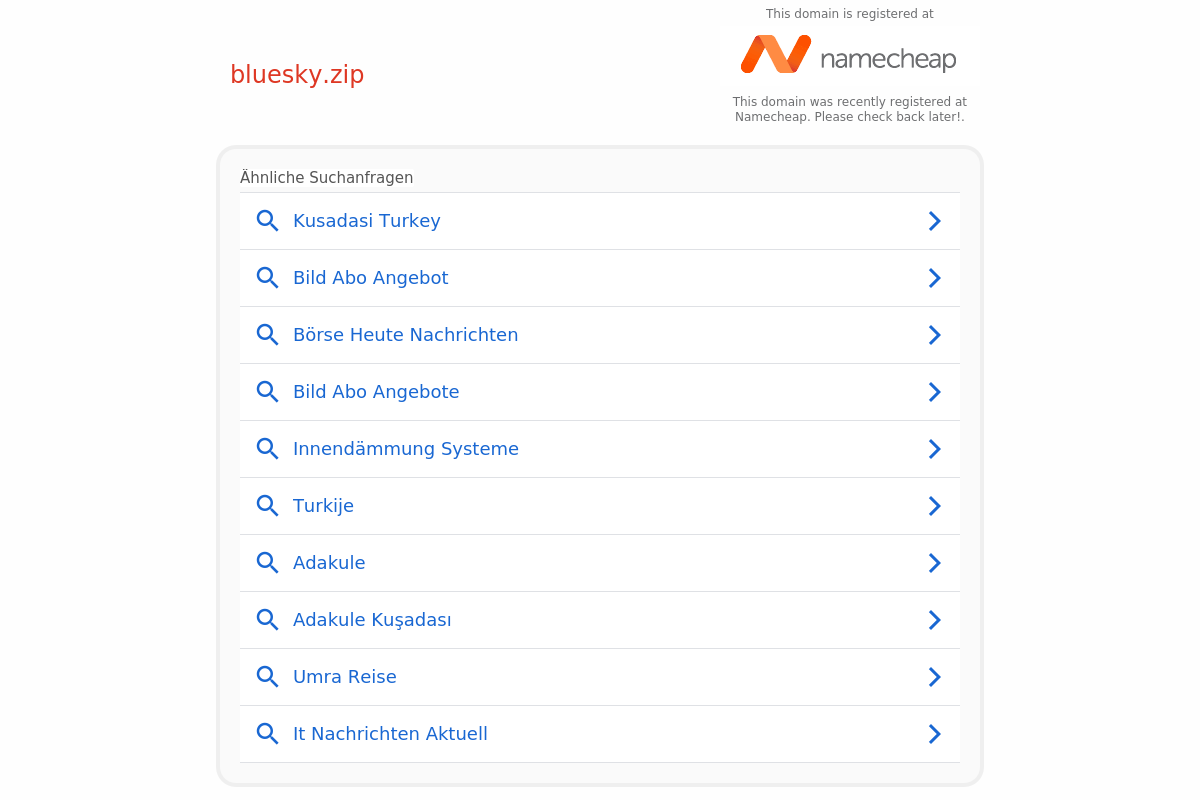 This domain is registered at
namecheap
bluesky.zip
This domain was recently registered at
Namecheap. Please check back later!.
Ähnliche Suchanfragen
Kusadasi Turkey
Bild Abo Angebot
Börse Heute Nachrichten
Bild Abo Angebote
Innendämmung Systeme
Turkije
Adakule
Adakule Kuşadası
Umra Reise
It Nachrichten Aktuell